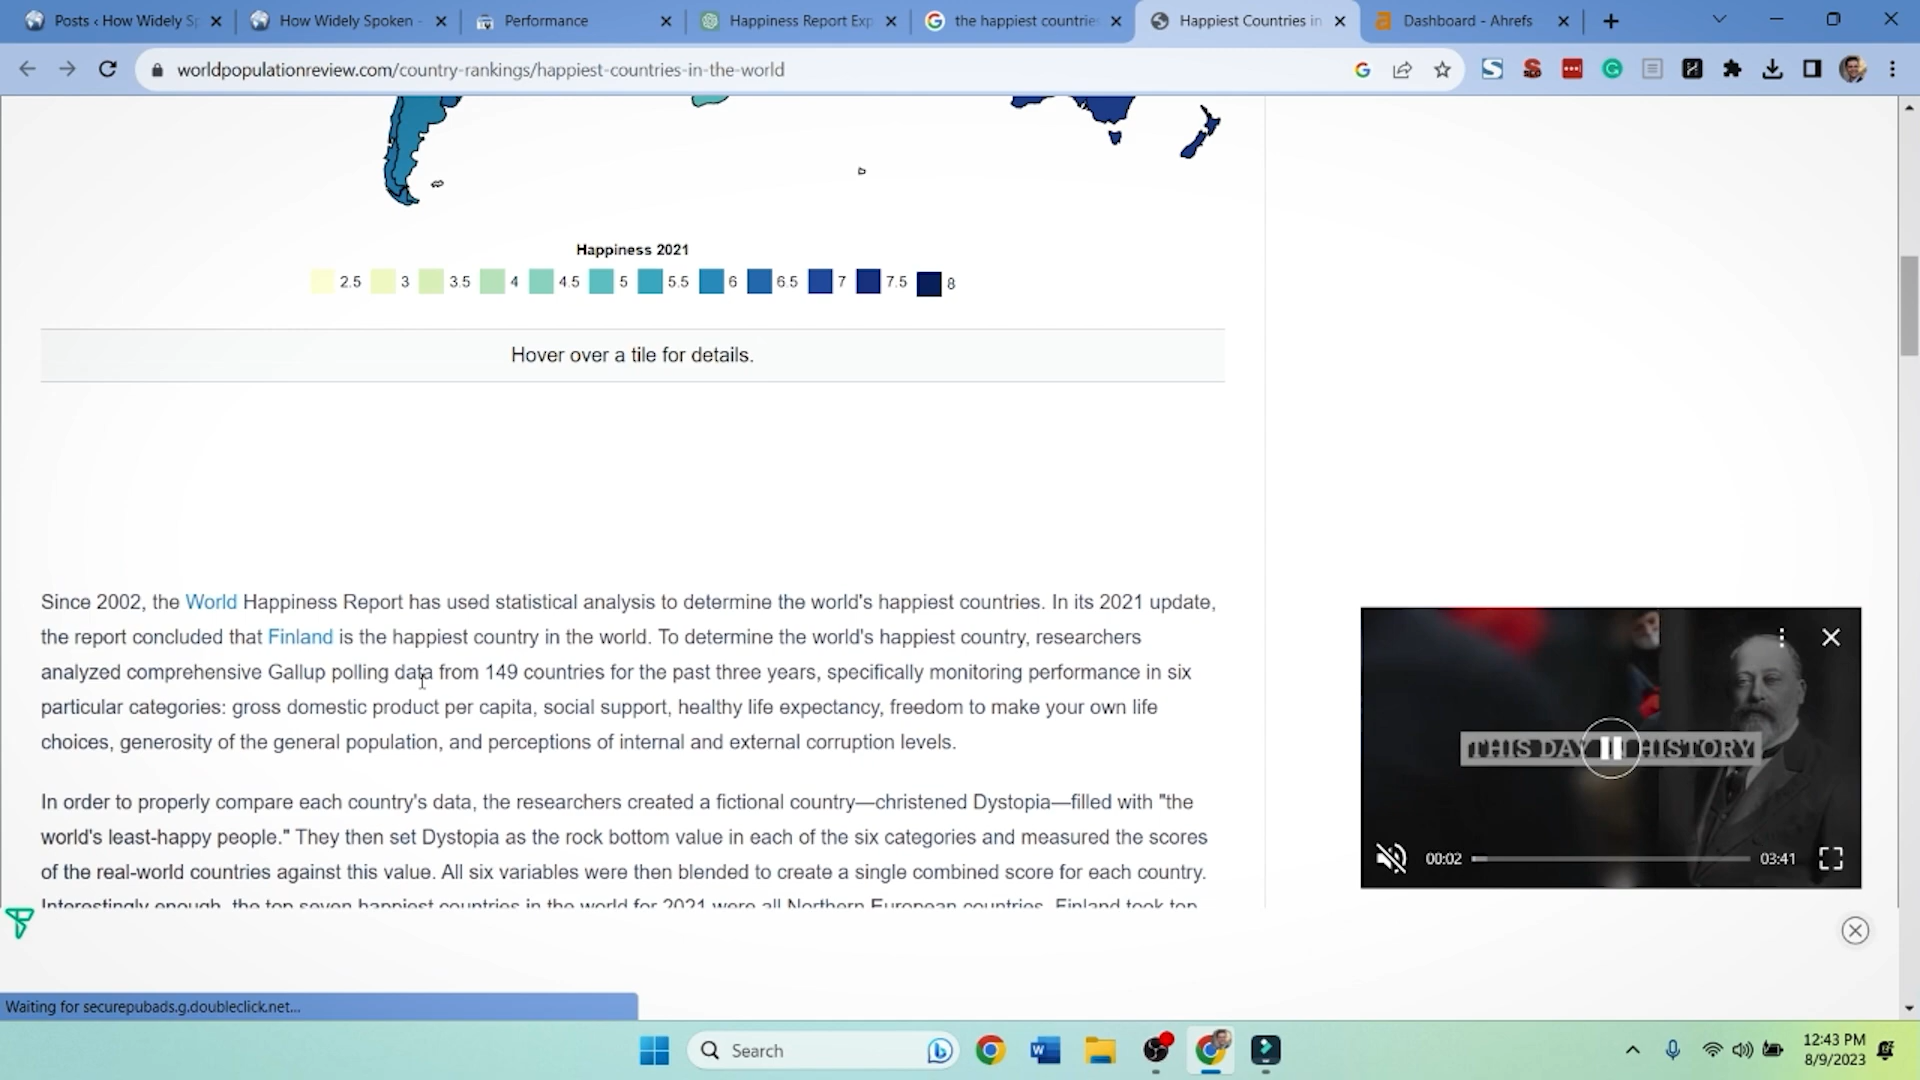 Posts ‹ How Widely Sp
How Widely Spoken -
Performance
Happiness Report Exp
the happiest countries
Happiest Countries in
Dashboard - Ahrefs
worldpopulationreview.com/country-rankings/happiest-countries-in-the-world
Happiness 2021
2.5 3 3.5 4 4.5 5 5.5 6 6.5 7 7.5 8
Hover over a tile for details.
Since 2002, the World Happiness Report has used statistical analysis to determine the world's happiest countries. In its 2021 update,
the report concluded that Finland is the happiest country in the world. To determine the world's happiest country, researchers
analyzed comprehensive Gallup polling data from 149 countries for the past three years, specifically monitoring performance in six
particular categories: gross domestic product per capita, social support, healthy life expectancy, freedom to make your own life
choices, generosity of the general population, and perceptions of internal and external corruption levels.
In order to properly compare each country's data, the researchers created a fictional country—christened Dystopia—filled with "the
world's least-happy people." They then set Dystopia as the rock bottom value in each of the six categories and measured the scores
of the real-world countries against this value. All six variables were then blended to create a single combined score for each country.
Interestingly enough, the top seven happiest countries in the world for 2021 were all Northern European countries. Finland took top
THIS DAY IN HISTORY
00:02
03:41
Waiting for securepubads.g.doubleclick.net...
Search
12:43 PM
8/9/2023